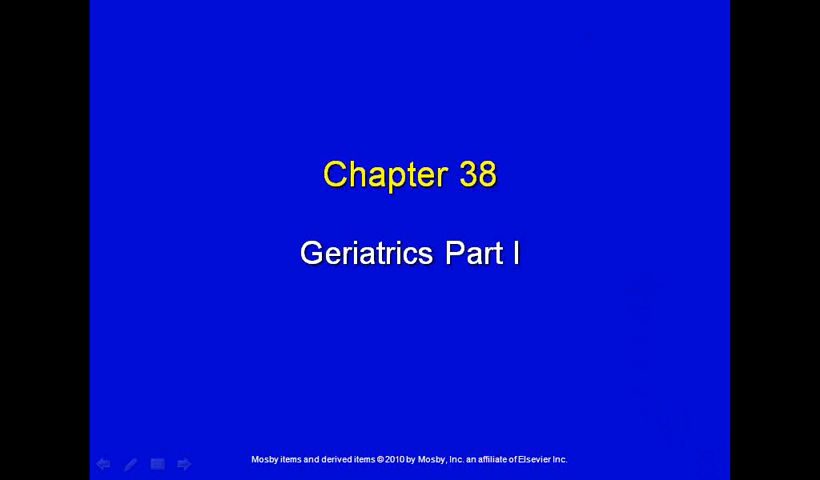 Chapter 38
Geriatrics Part I
Mosby items and derived items © 2010 by Mosby, Inc. an affiliate of Elsevier Inc.